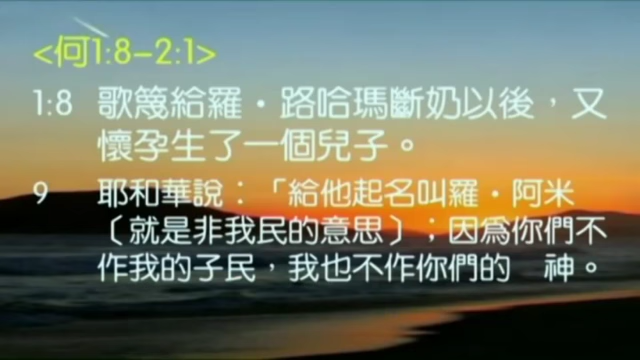 <何1:8-2:1>
1:8 歌篾給羅·路哈瑪斷奶以後，又
懷孕生了一個兒子。
9 耶和華說：「給他起名叫羅·阿米
〔就是非我民的意思〕；因爲你們不
作我的子民，我也不作你們的　神。